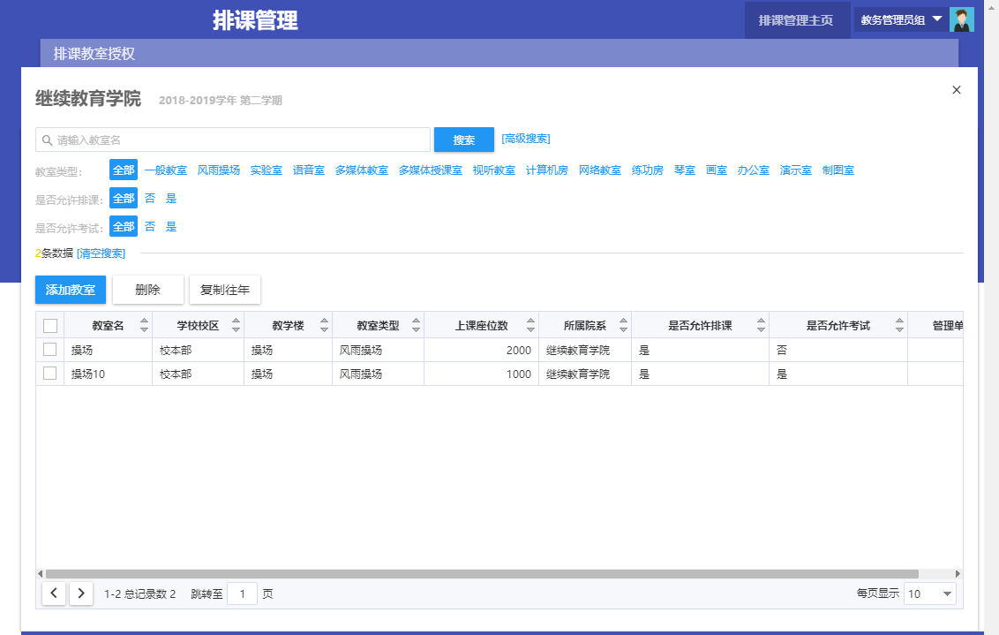 排课管理
排课管理主页 教务管理员组
排课教室授权
继续教育学院 2018-2019学年 第二学期
请输入教室名 搜索 [高级搜索]
教室类型: 全部 一般教室 风雨操场 实验室 语音室 多媒体教室 多媒体授课室 视听教室 计算机房 网络教室 练功房 琴室 画室 办公室 演示室 制图室
是否允许排课: 全部 否 是
是否允许考试: 全部 否 是
2条数据 [清空搜索]
添加教室 删除 复制往年
教室名 学校校区 教学楼 教室类型 上课座位数 所属院系 是否允许排课 是否允许考试 管理单
操场 校本部 操场 风雨操场 2000 继续教育学院 是 否
操场10 校本部 操场 风雨操场 1000 继续教育学院 是 是
1-2 总记录数 2 跳转至 1 页 每页显示 10